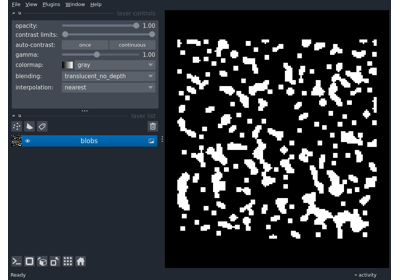 File View Plugins Window Help
layer controls
opacity: 1.00
contrast limits:
auto-contrast: once continuous
gamma: 1.00
colormap: gray
blending: translucent_no_depth
interpolation: nearest
layer list
blobs
Ready
activity